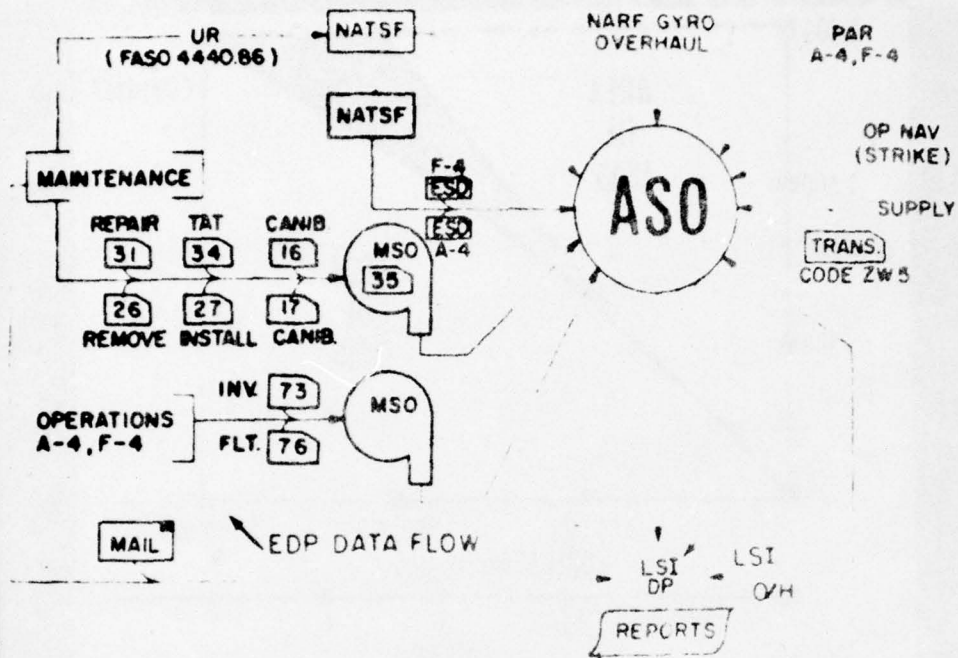 UR
(FASO 4440.86)
NATSF
NARF GYRO
OVERHAUL
PAR
A-4, F-4
NATSF
OP NAV
(STRIKE)
MAINTENANCE
F-4
ESD
ESD
A-4
ASO
SUPPLY
TRANS.
CODE ZW5
REPAIR TAT CANIB.
31 34 16
MSO
35
26 27 17
REMOVE INSTALL CANIB.
OPERATIONS
A-4, F-4
INV. 73
FLT. 76
MSO
MAIL
EDP DATA FLOW
LSI
DP
LSI
O/H
REPORTS